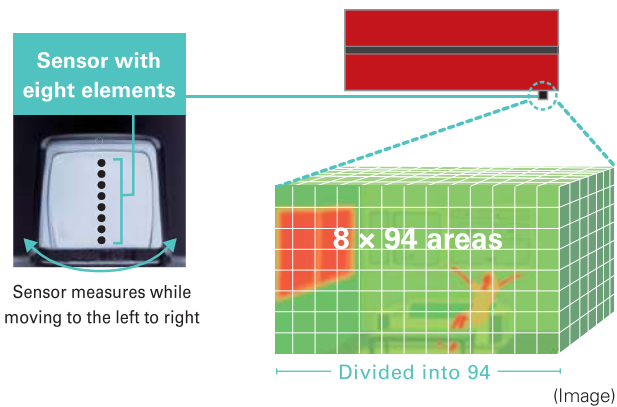 Sensor with
eight elements
Sensor measures while
moving to the left to right
8 × 94 areas
Divided into 94
(Image)